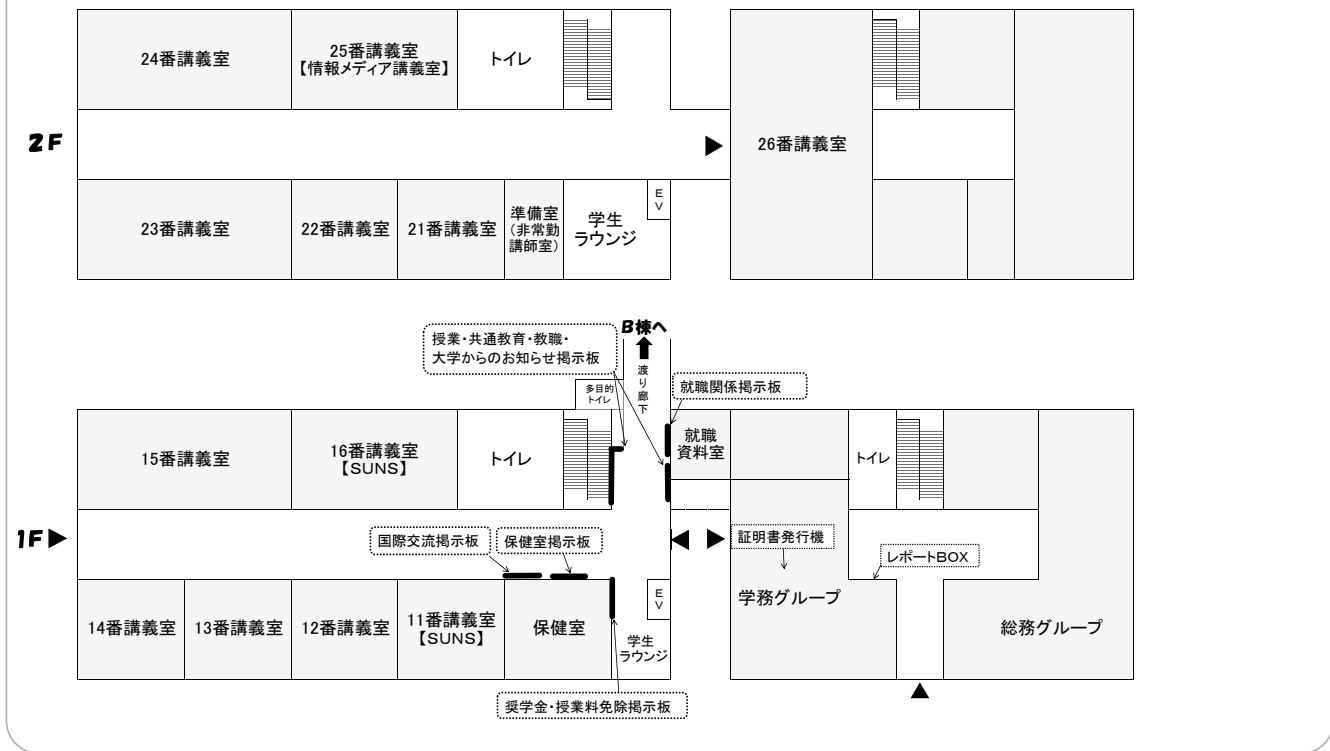 24番講義室
25番講義室
【情報メディア講義室】
トイレ
2F
26番講義室
23番講義室
22番講義室
21番講義室
準備室
(非常勤
講師室)
学生
ラウンジ
EV
授業・共通教育・教職・
大学からのお知らせ掲示板
B棟へ
渡り廊下
多目的
トイレ
就職関係掲示板
15番講義室
16番講義室
【SUNS】
トイレ
就職
資料室
トイレ
1F
国際交流掲示板
保健室掲示板
証明書発行機
レポートBOX
14番講義室
13番講義室
12番講義室
11番講義室
【SUNS】
保健室
EV
学生
ラウンジ
学務グループ
総務グループ
奨学金・授業料免除掲示板